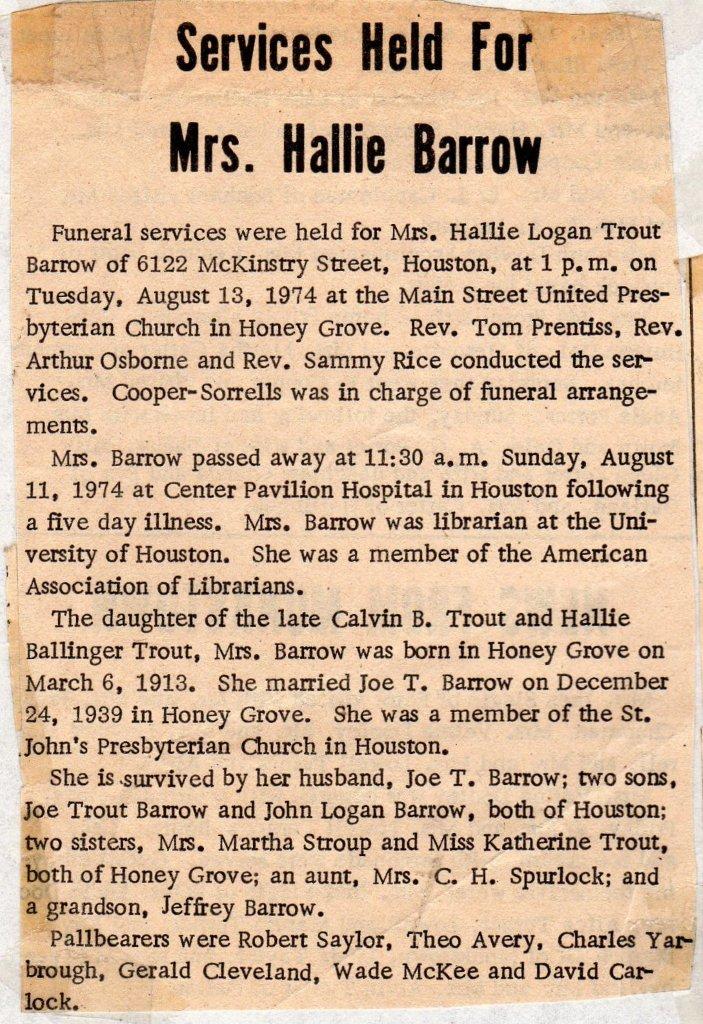 Services Held For
Mrs. Hallie Barrow
Funeral services were held for Mrs. Hallie Logan Trout
Barrow of 6122 McKinstry Street, Houston, at 1 p.m. on
Tuesday, August 13, 1974 at the Main Street United Pres-
byterian Church in Honey Grove. Rev. Tom Prentiss, Rev.
Arthur Osborne and Rev. Sammy Rice conducted the ser-
vices. Cooper-Sorrells was in charge of funeral arrange-
ments.
Mrs. Barrow passed away at 11:30 a.m. Sunday, August
11, 1974 at Center Pavilion Hospital in Houston following
a five day illness. Mrs. Barrow was librarian at the Uni-
versity of Houston. She was a member of the American
Association of Librarians.
The daughter of the late Calvin B. Trout and Hallie
Ballinger Trout, Mrs. Barrow was born in Honey Grove on
March 6, 1913. She married Joe T. Barrow on December
24, 1939 in Honey Grove. She was a member of the St.
John's Presbyterian Church in Houston.
She is survived by her husband, Joe T. Barrow; two sons,
Joe Trout Barrow and John Logan Barrow, both of Houston;
two sisters, Mrs. Martha Stroup and Miss Katherine Trout,
both of Honey Grove; an aunt, Mrs. C. H. Spurlock; and
a grandson, Jeffrey Barrow.
Pallbearers were Robert Saylor, Theo Avery, Charles Yar-
brough, Gerald Cleveland, Wade McKee and David Car-
lock.